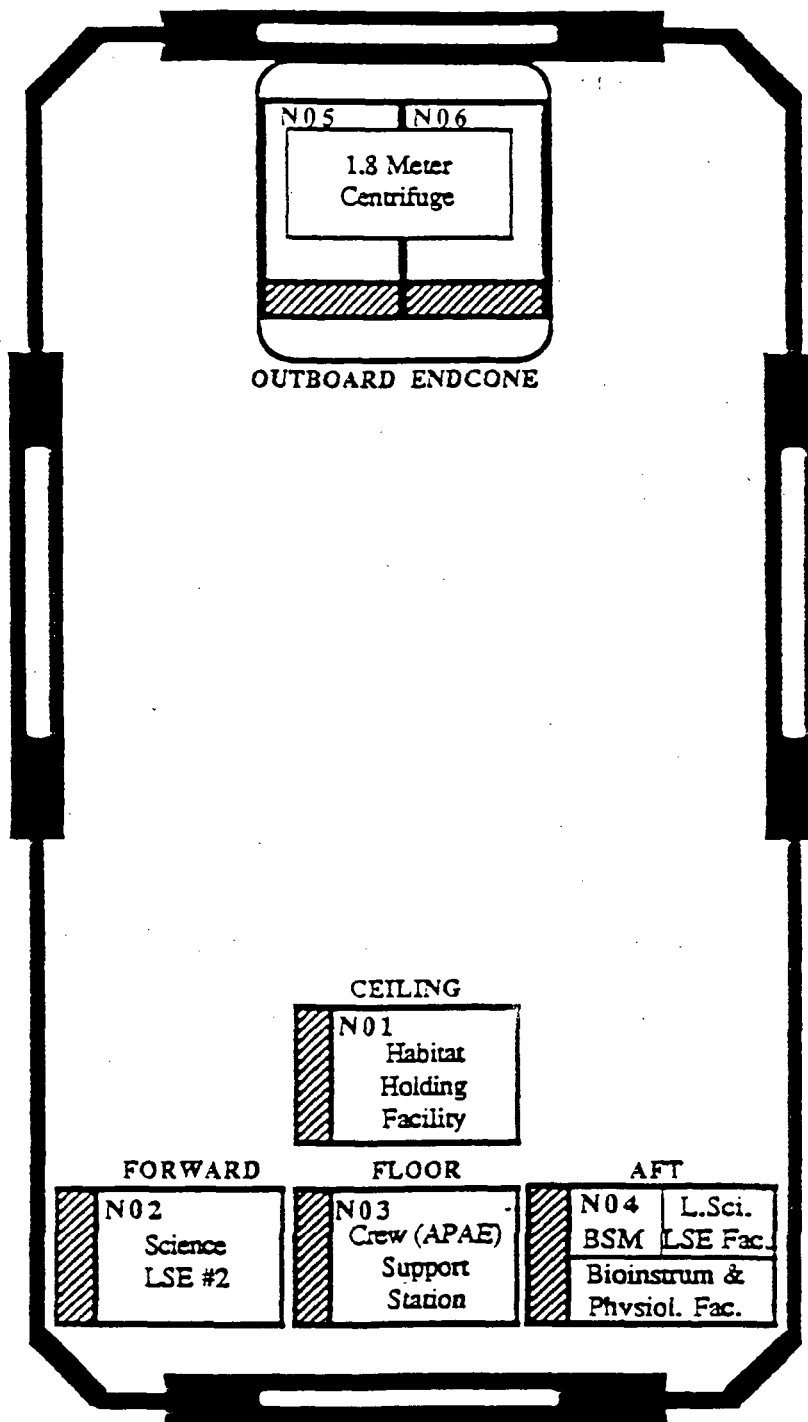 N05 N06
1.8 Meter
Centrifuge
OUTBOARD ENDCONE
CEILING
N01
Habitat
Holding
Facility
FORWARD
N02
Science
LSE #2
FLOOR
N03
Crew (APAE)
Support
Station
AFT
N04
BSM
L.Sci.
LSE Fac.
Bioinstrum &
Physiol. Fac.